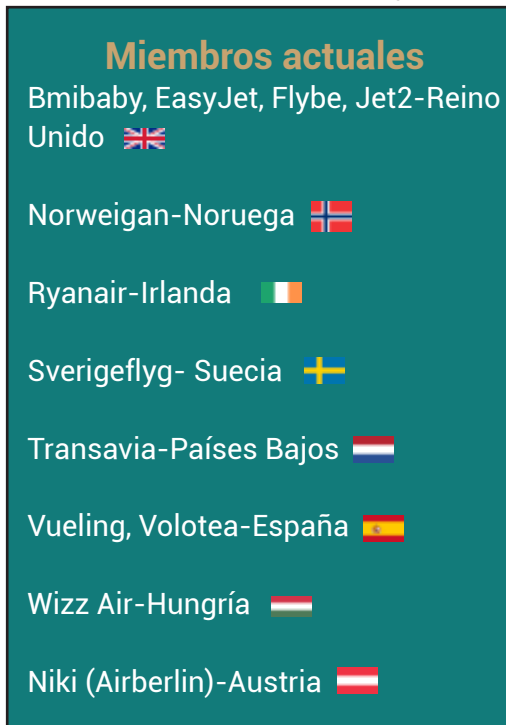 Miembros actuales
Bmibaby, EasyJet, Flybe, Jet2-Reino
Unido
Norweigan-Noruega
Ryanair-Irlanda
Sverigeflyg- Suecia
Transavia-Países Bajos
Vueling, Volotea-España
Wizz Air-Hungría
Niki (Airberlin)-Austria